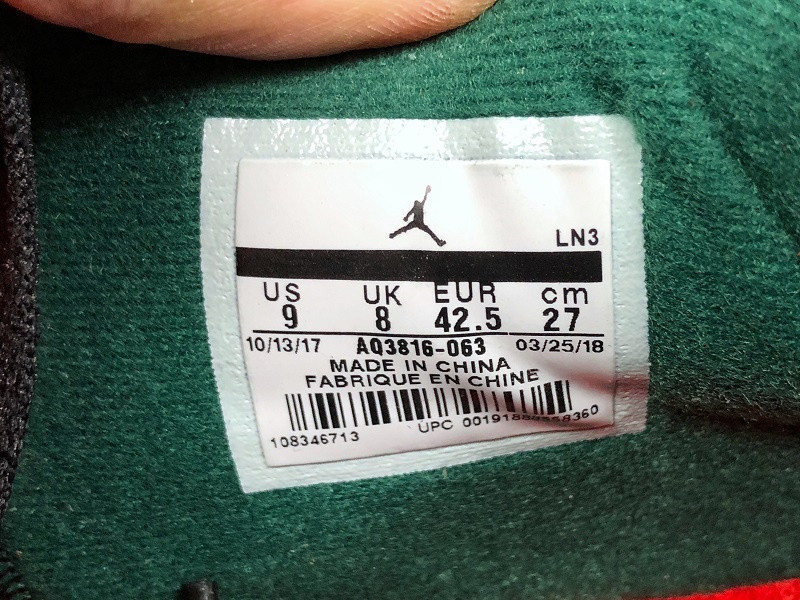 LN3
US UK EUR cm
9 8 42.5 27
10/13/17 AQ3816-063 03/25/18
MADE IN CHINA
FABRIQUE EN CHINE
108346713 UPC